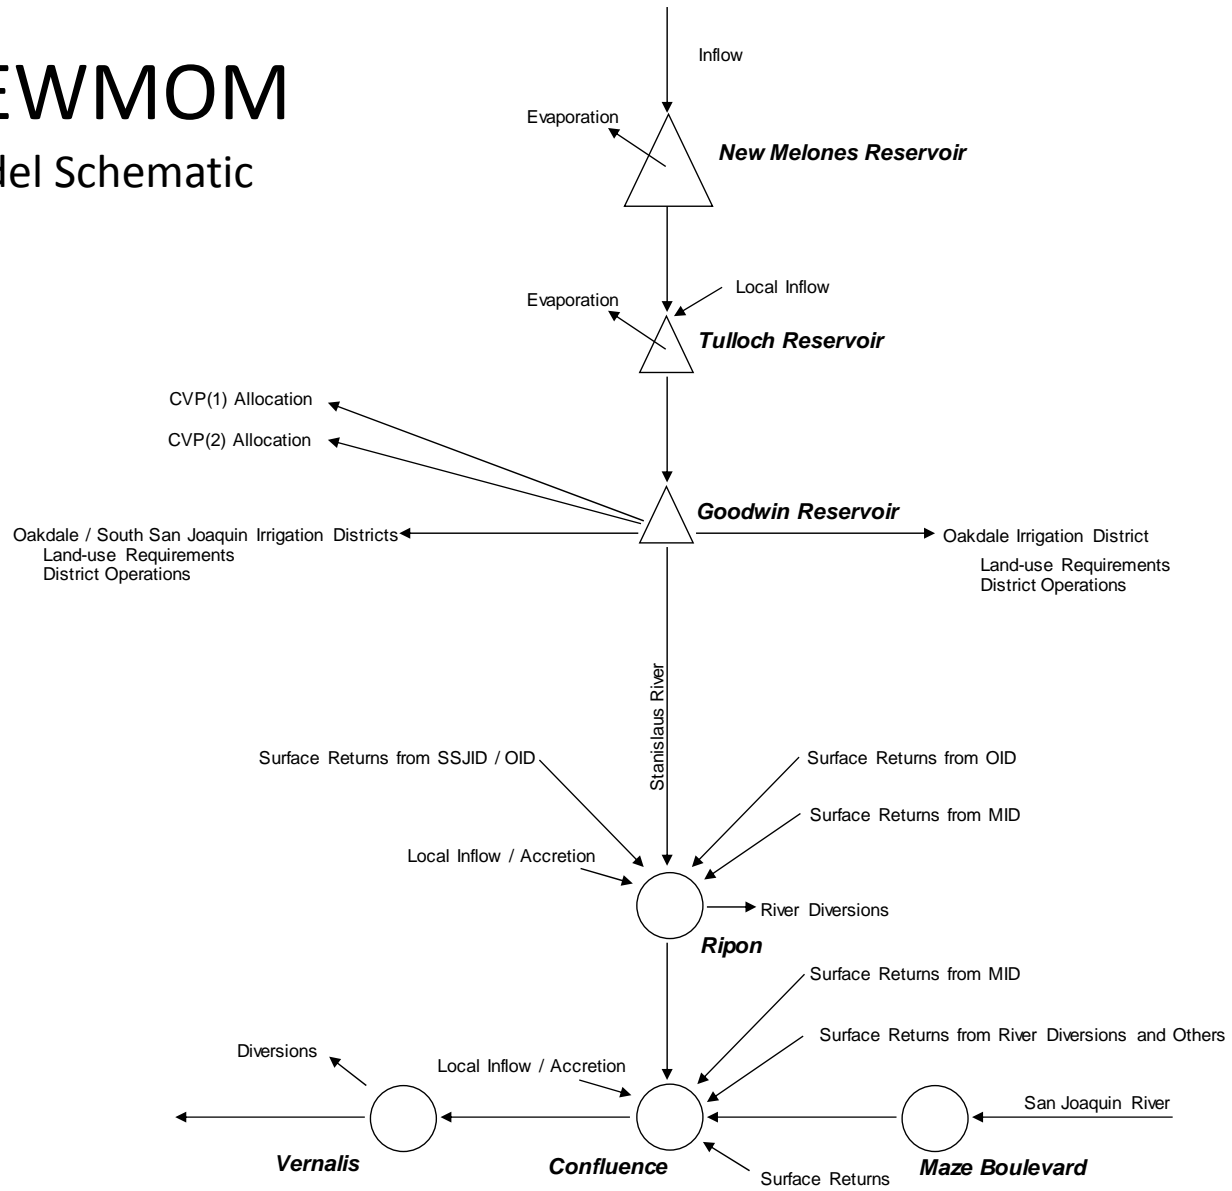 Inflow
EWMOM
Evaporation
New Melones Reservoir
del Schematic
Local Inflow
Evaporation
Tulloch Reservoir
CVP(1) Allocation
CVP(2) Allocation
Goodwin Reservoir
Oakdale / South San Joaquin Irrigation Districts
Land-use Requirements
District Operations
Oakdale Irrigation District
Land-use Requirements
District Operations
Stanislaus River
Surface Returns from SSJID / OID
Surface Returns from OID
Surface Returns from MID
Local Inflow / Accretion
River Diversions
Ripon
Surface Returns from MID
Surface Returns from River Diversions and Others
Diversions
Local Inflow / Accretion
San Joaquin River
Vernalis
Confluence
Maze Boulevard
Surface Returns